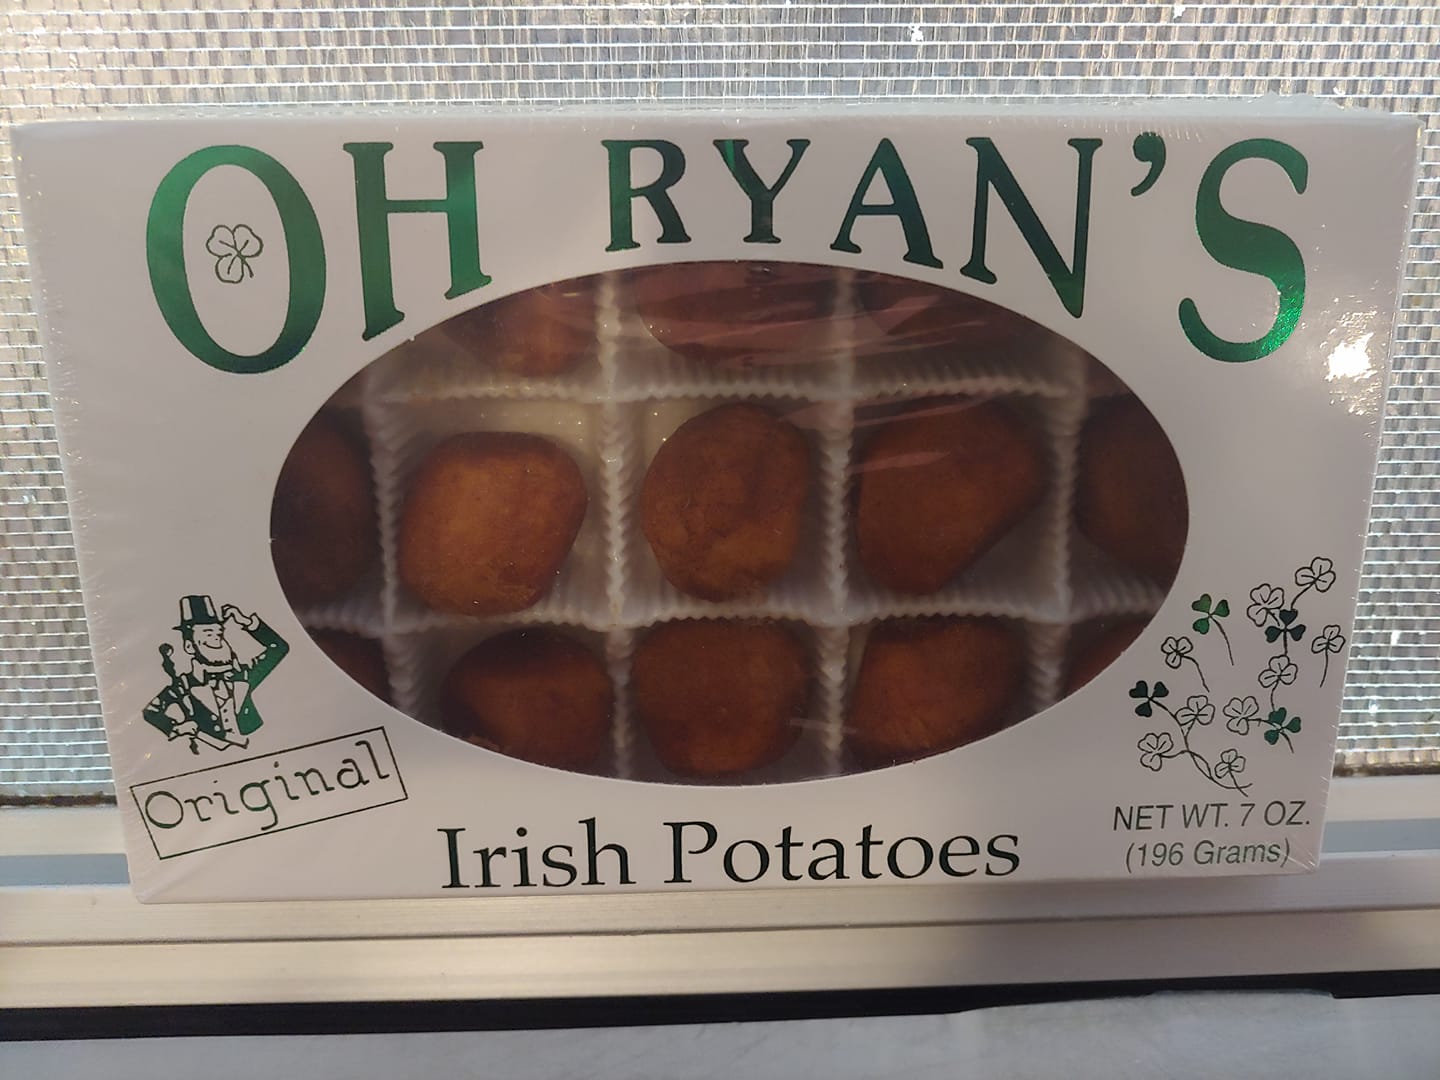 OH RYAN'S
Original
Irish Potatoes
NET WT. 7 OZ.
(196 Grams)